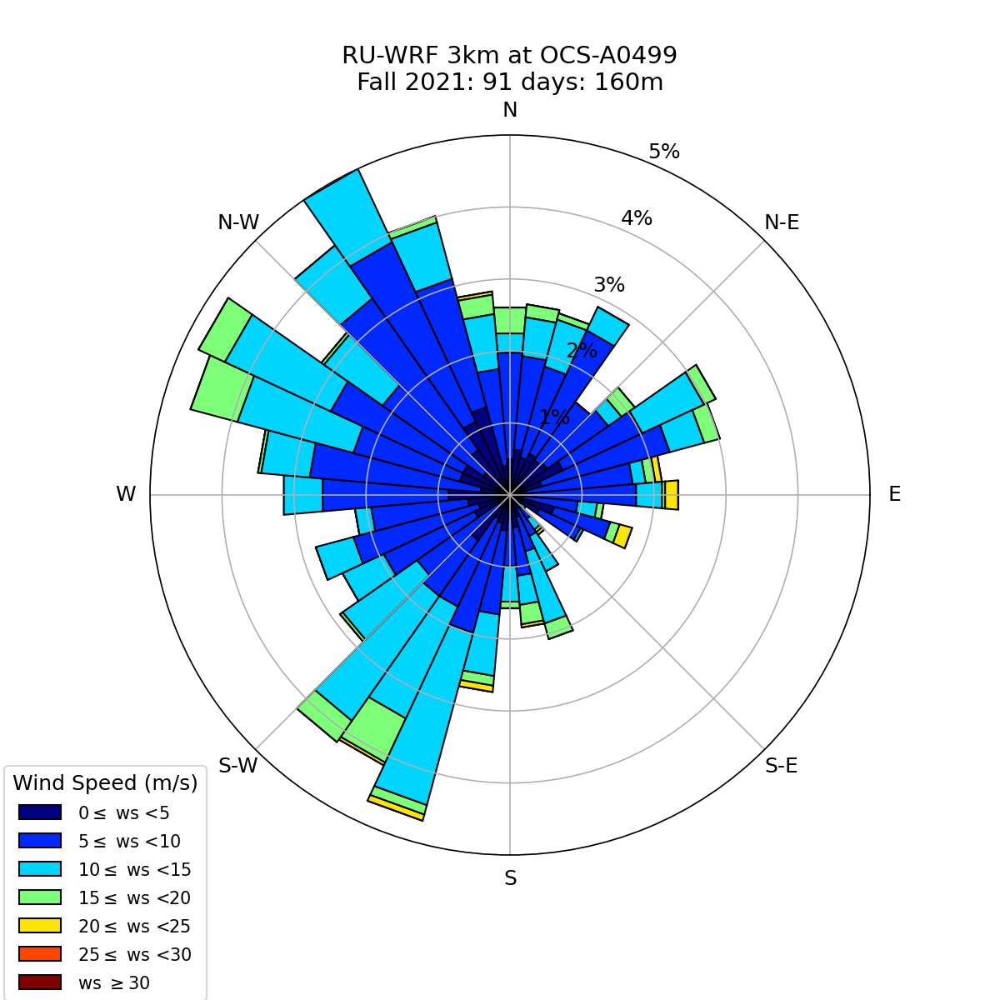 RU-WRF 3km at OCS-A0499
Fall 2021: 91 days: 160m
N
5%
4%
N-W
N-E
3%
2%
1%
W
E
S-W
S-E
S
Wind Speed (m/s)
0≤ ws <5
5≤ ws <10
10≤ ws <15
15≤ ws <20
20≤ ws <25
25≤ ws <30
ws ≥30